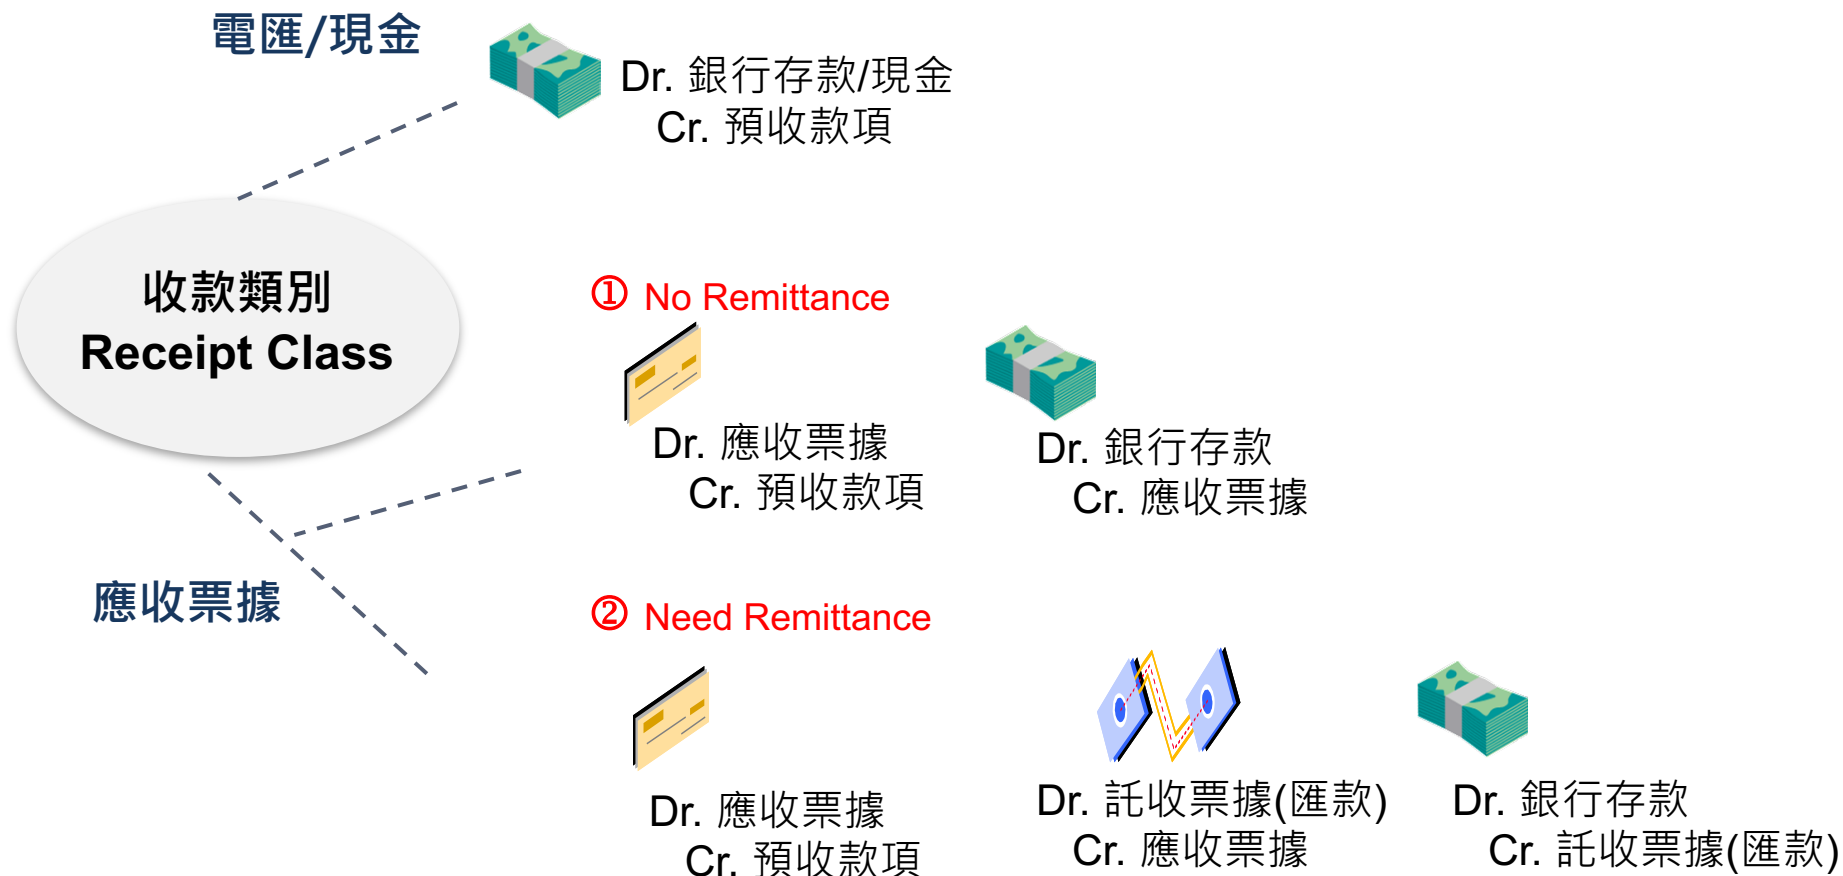 電匯/現金
Dr. 銀行存款/現金
Cr. 預收款項
收款類別
Receipt Class
① No Remittance
Dr. 應收票據
Cr. 預收款項
Dr. 銀行存款
Cr. 應收票據
應收票據
② Need Remittance
Dr. 應收票據
Cr. 預收款項
Dr. 託收票據(匯款)
Cr. 應收票據
Dr. 銀行存款
Cr. 託收票據(匯款)